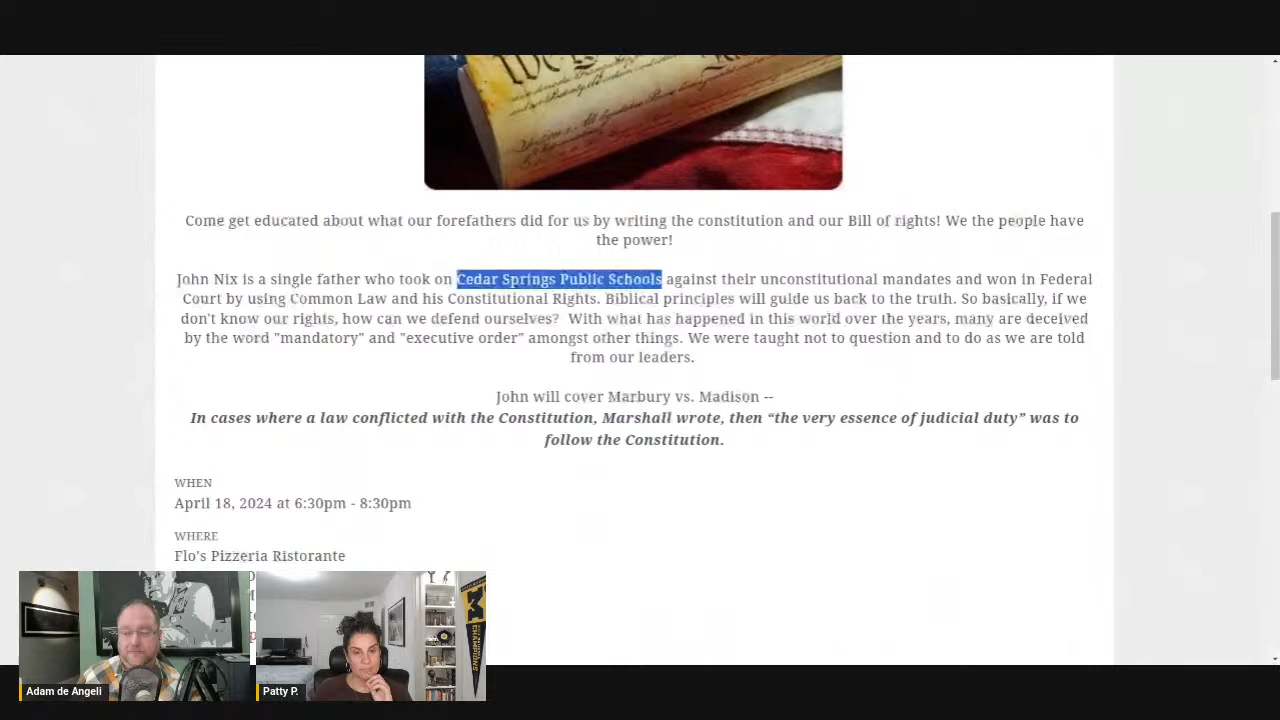 We
Come get educated about what our forefathers did for us by writing the constitution and our Bill of rights! We the people have
the power!
John Nix is a single father who took on Cedar Springs Public Schools against their unconstitutional mandates and won in Federal
Court by using Common Law and his Constitutional Rights. Biblical principles will guide us back to the truth. So basically, if we
don't know our rights, how can we defend ourselves?  With what has happened in this world over the years, many are deceived
by the word "mandatory" and "executive order" amongst other things. We were taught not to question and to do as we are told
from our leaders.
John will cover Marbury vs. Madison --
In cases where a law conflicted with the Constitution, Marshall wrote, then “the very essence of judicial duty” was to
follow the Constitution.
WHEN
April 18, 2024 at 6:30pm - 8:30pm
WHERE
Flo's Pizzeria Ristorante
M
CHAMPIONS
Adam de Angeli
Patty P.